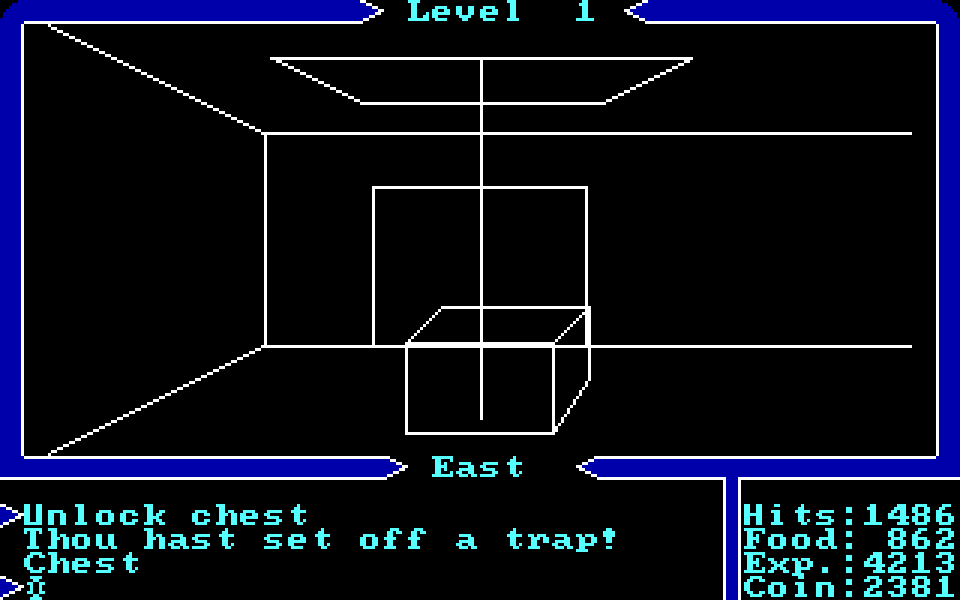 Level 1
East
Unlock chest
Thou hast set off a trap!
Chest
Hits:1486
Food: 862
Exp.:4213
Coin:2381